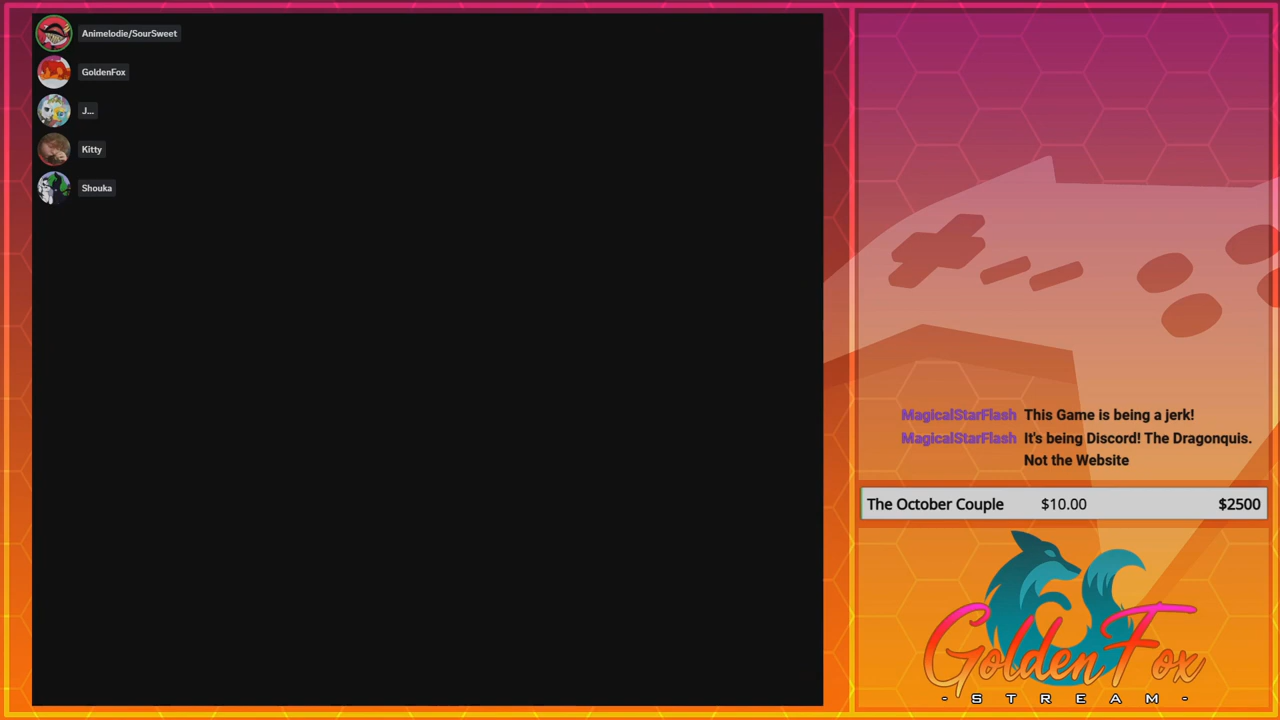 Animelodie/SourSweet
GoldenFox
J...
Kitty
Shouka
MagicalStarFlash This Game is being a jerk!
MagicalStarFlash It's being Discord! The Dragonquis.
Not the Website
The October Couple $10.00 $2500
GoldenFox
- STREAM -